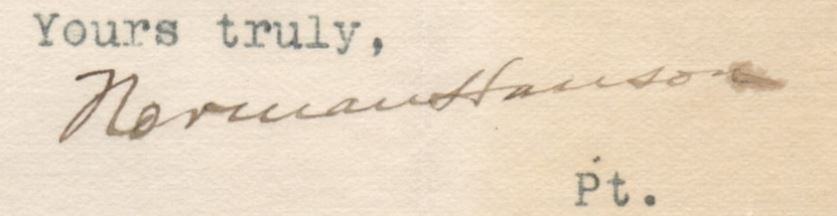 Yours truly,
Norman Hanson
Pt.